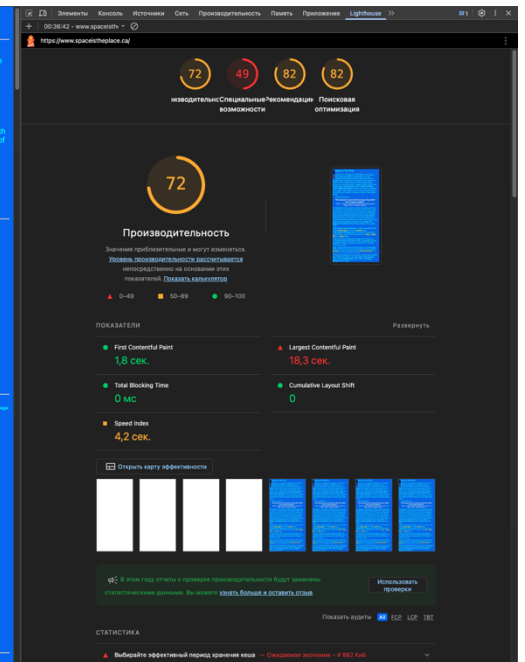 Элементы Консоль Источники Сеть Производительность Память Приложение Lighthouse >> 1
+ 00:36:42 - www.spaceisth
https://www.spaceistheplace.ca/
72 49 82 82
изводительнс Специальные Рекомендации Поисковая
возможности оптимизация
72
Производительность
Значения приблизительные и могут изменяться.
Уровень производительности рассчитывается
непосредственно на основании этих
показателей. Показать калькулятор
0–49 50–89 90–100
ПОКАЗАТЕЛИ Развернуть
First Contentful Paint
1,8 сек.
Largest Contentful Paint
18,3 сек.
Total Blocking Time
0 мс
Cumulative Layout Shift
0
Speed Index
4,2 сек.
Открыть карту эффективности
В этом году отчеты о проверке производительности будут заменены
статистическими данными. Вы можете узнать больше и оставить отзыв.
Использовать
проверки
Показать аудиты All FCP LCP TBT
СТАТИСТИКА
Выбирайте эффективный период хранения кеша — Ожидаемая экономия – 4 962 КиБ